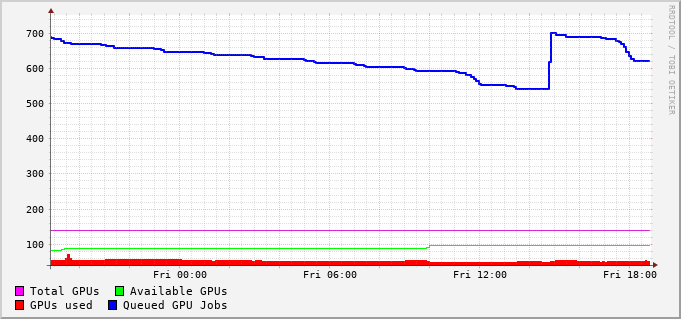 RRDTOOL / TOBI OETIKER
700
600
500
400
300
200
100
Fri 00:00 Fri 06:00 Fri 12:00 Fri 18:00
Total GPUs Available GPUs
GPUs used Queued GPU Jobs